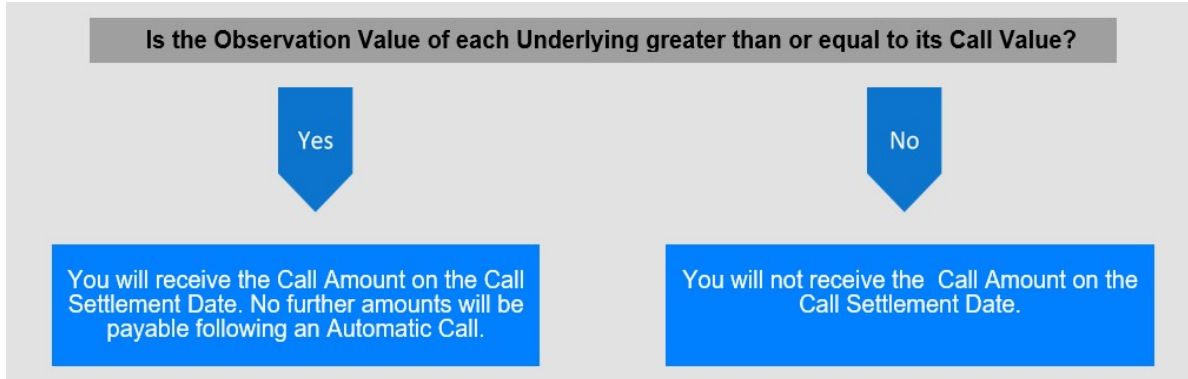 Is the Observation Value of each Underlying greater than or equal to its Call Value?
Yes
No
You will receive the Call Amount on the Call
Settlement Date. No further amounts will be
payable following an Automatic Call.
You will not receive the  Call Amount on the
Call Settlement Date.